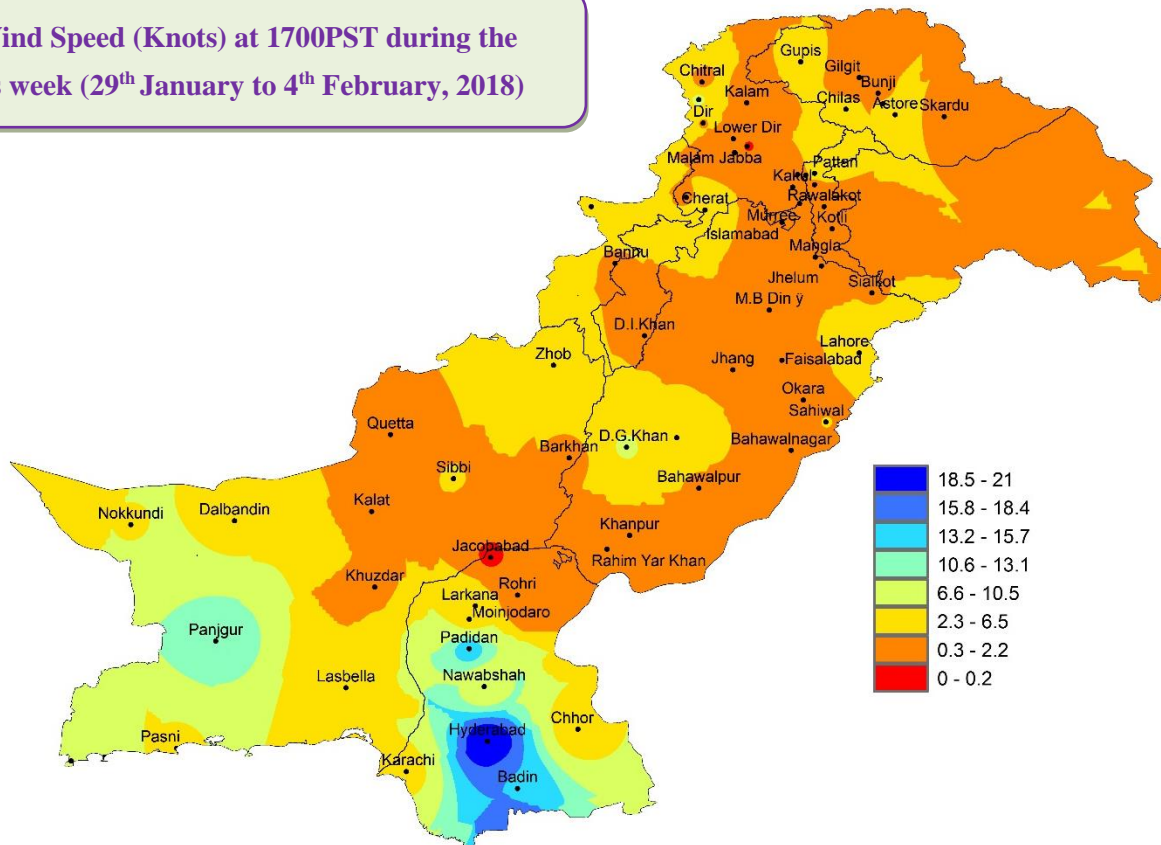 ind Speed (Knots) at 1700PST during the
s week (29th January to 4th February, 2018)
Gupis
Gilgit
Chitral
Bunji
Kalam
Chilas
Astore
Skardu
Dir
Lower Dir
Malam Jabba
Pattan
Kakul
Cherat
Rawalakot
Murree
Kotli
Islamabad
Bannu
Mangla
Jhelum
Sialkot
M.B Din ÿ
D.I.Khan
Lahore
Zhob
Jhang
Faisalabad
Okara
Sahiwal
Quetta
D.G.Khan
Barkhan
Bahawalnagar
Sibbi
Bahawalpur
Nokkundi
Dalbandin
Kalat
Khanpur
Jacobabad
Rahim Yar Khan
Khuzdar
Rohri
Larkana
Moinjodaro
Panjgur
Padidan
Lasbella
Nawabshah
Chhor
Pasni
Hyderabad
Karachi
Badin
18.5 - 21
15.8 - 18.4
13.2 - 15.7
10.6 - 13.1
6.6 - 10.5
2.3 - 6.5
0.3 - 2.2
0 - 0.2